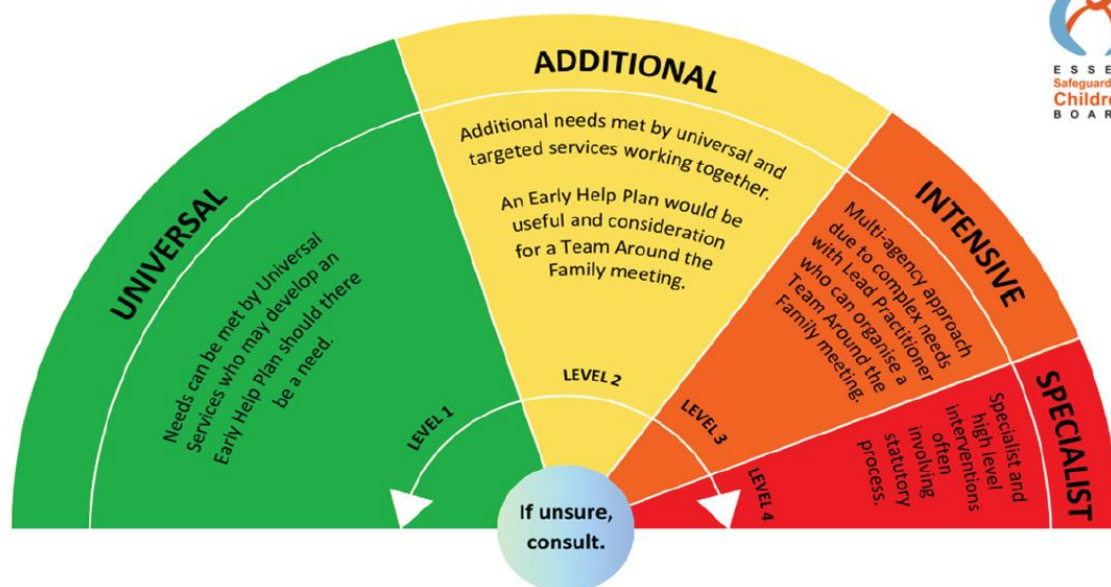 UNIVERSAL
Needs can be met by Universal
Services who may develop an
Early Help Plan should there
be a need.
LEVEL 1
ADDITIONAL
Additional needs met by universal and
targeted services working together.
An Early Help Plan would be
useful and consideration
for a Team Around the
Family meeting.
LEVEL 2
INTENSIVE
Multi-agency approach
due to complex needs
with Lead Practitioner
who can organise a
Team Around the
Family meeting.
LEVEL 3
SPECIALIST
Specialist and
high level
interventions
often
involving
statutory
process.
LEVEL 4
If unsure,
consult.